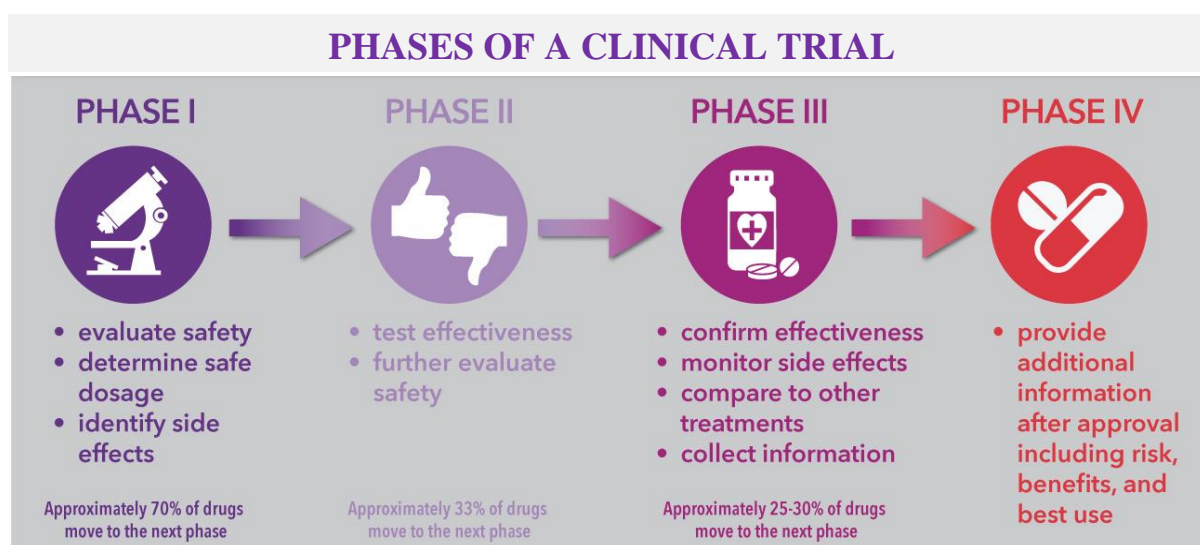 PHASES OF A CLINICAL TRIAL
PHASE I
• evaluate safety
• determine safe
dosage
• identify side
effects
Approximately 70% of drugs
move to the next phase
PHASE II
• test effectiveness
• further evaluate
safety
Approximately 33% of drugs
move to the next phase
PHASE III
• confirm effectiveness
• monitor side effects
• compare to other
treatments
• collect information
Approximately 25-30% of drugs
move to the next phase
PHASE IV
• provide
additional
information
after approval
including risk,
benefits, and
best use